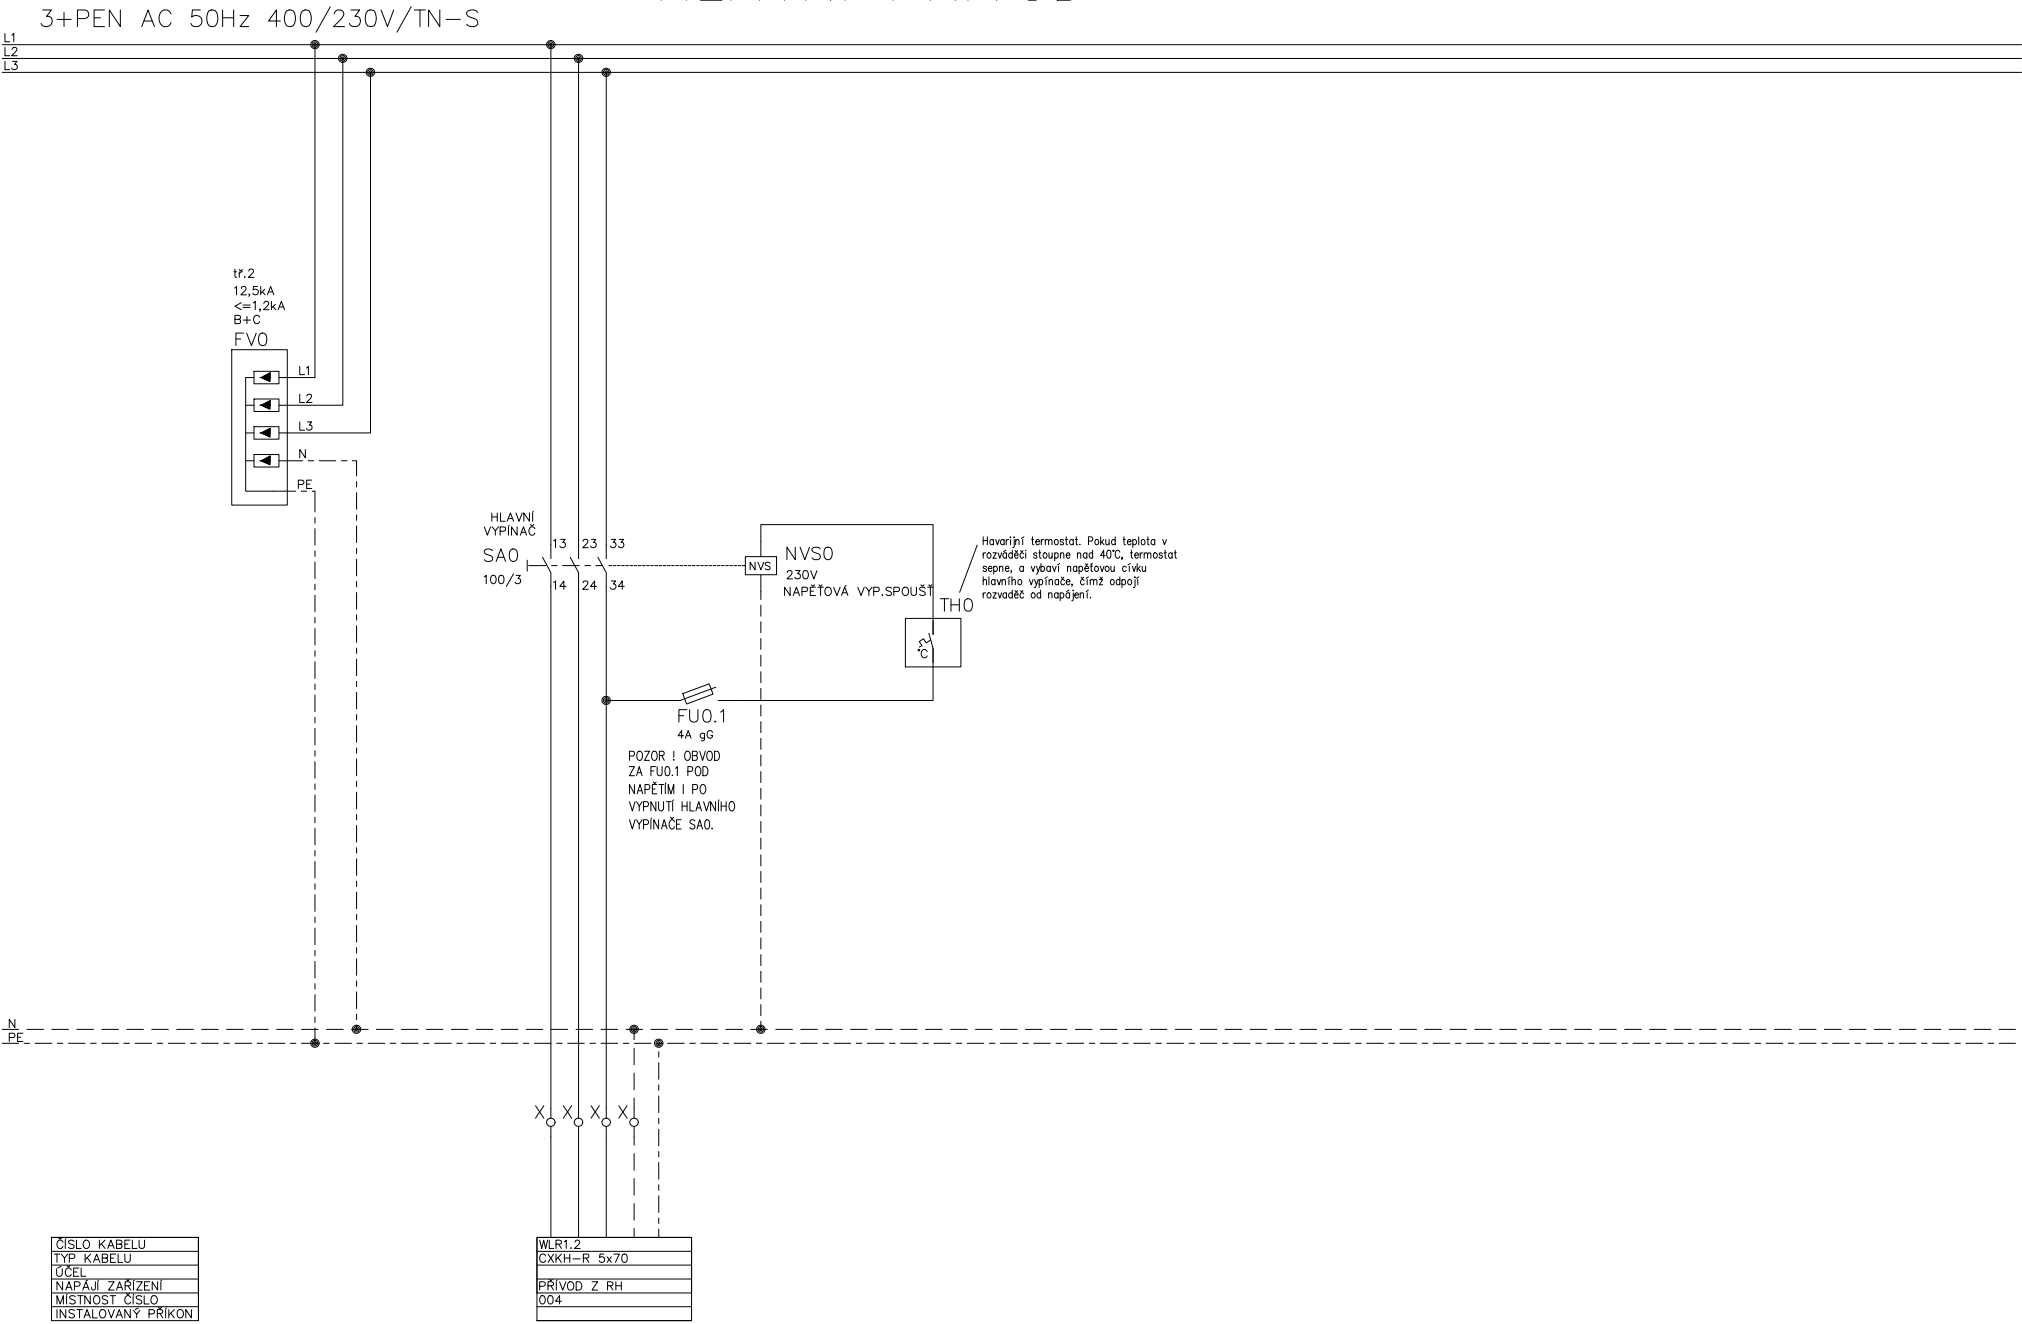 3+PEN AC 50Hz 400/230V/TN-S
L1
L2
L3
tř.2
12,5kA
<=1,2kA
B+C
FV0
L1
L2
L3
N
PE
HLAVNÍ
VYPÍNAČ
SA0
100/3
13 23 33
14 24 34
NVS
NVS0
230V
NAPĚŤOVÁ VYP.SPOUŠŤ
Havarijní termostat. Pokud teplota v
rozváděči stoupne nad 40°C, termostat
sepne, a vybaví napěťovou cívku
hlavního vypínače, čímž odpojí
rozvaděč od napájení.
TH0
°C
FU0.1
4A gG
POZOR ! OBVOD
ZA FU0.1 POD
NAPĚTÍM I PO
VYPNUTÍ HLAVNÍHO
VYPÍNAČE SA0.
N
PE
X X X X
ČÍSLO KABELU
TYP KABELU
ÚČEL
NAPÁJÍ ZAŘÍZENÍ
MÍSTNOST ČÍSLO
INSTALOVANÝ PŘÍKON
WLR1.2
CXKH-R 5x70
PŘÍVOD Z RH
004